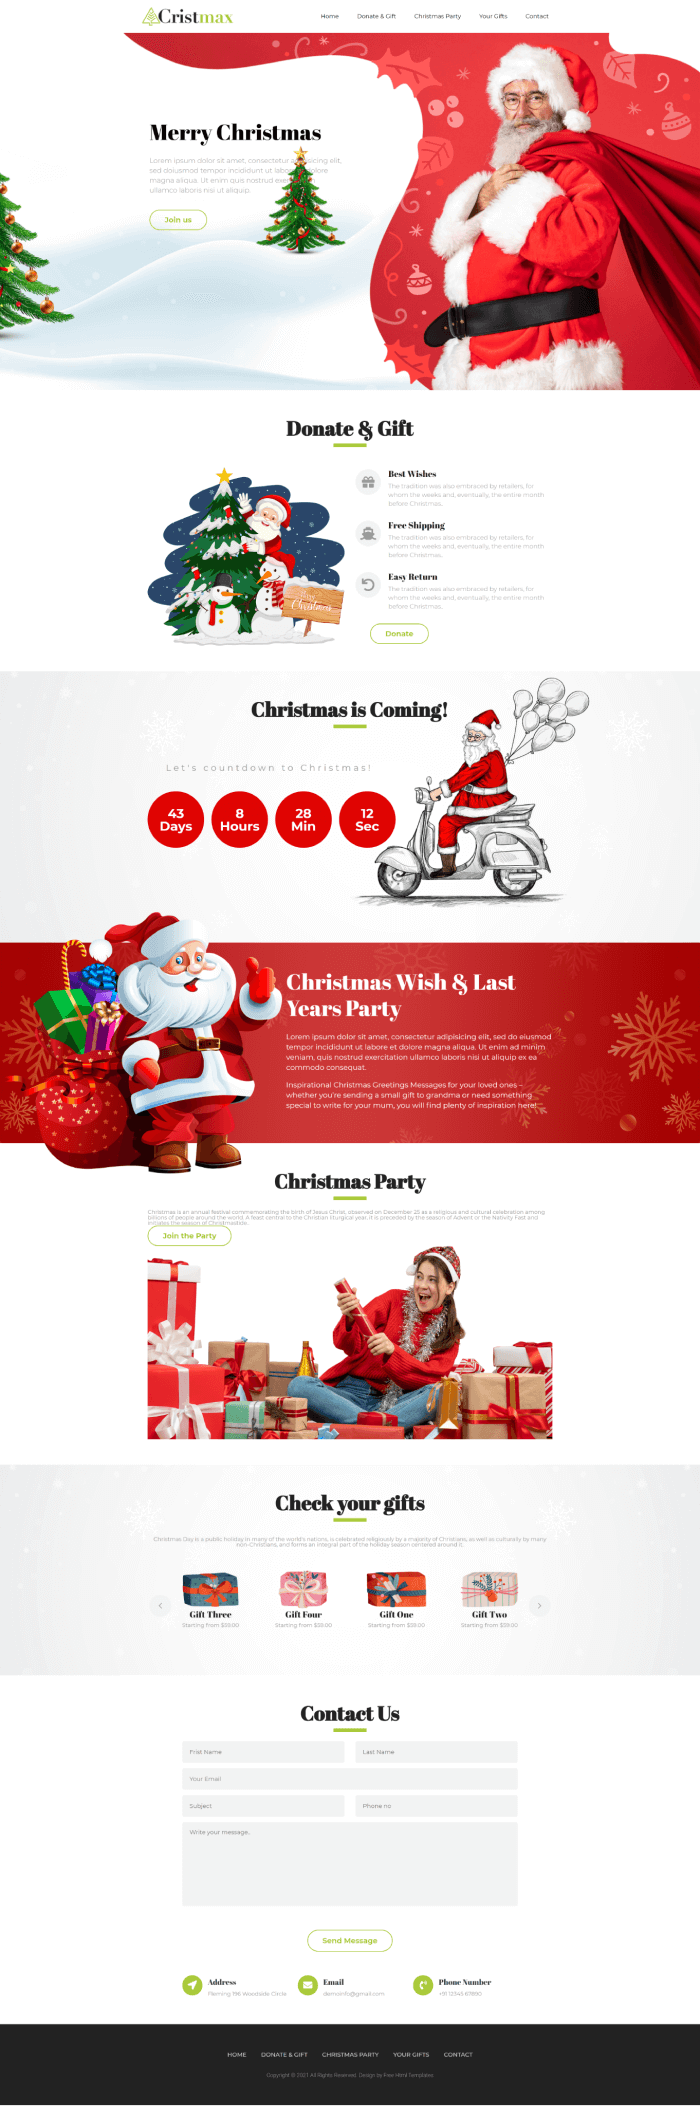 Cristmax
Home Donate & Gift Christmas Party Your Gifts Contact
Merry Christmas
Lorem ipsum dolor sit amet, consectetur adipisicing elit,
sed doiusmod tempor incididunt ut labore et dolore
magna aliqua. Ut enim quis nostrud exercitation
ullamco laboris nisi ut aliquip.
Join us
Donate & Gift
Merry
Christmas
Best Wishes
The tradition was also embraced by retailers, for
whom the weeks and, eventually, the entire month
before Christmas.
Free Shipping
The tradition was also embraced by retailers, for
whom the weeks and, eventually, the entire month
before Christmas.
Easy Return
The tradition was also embraced by retailers, for
whom the weeks and, eventually, the entire month
before Christmas.
Donate
Christmas is Coming!
Let's countdown to Christmas!
43 8 28 12
Days Hours Min Sec
Christmas Wish & Last
Years Party
Lorem ipsum dolor sit amet, consectetur adipisicing elit, sed do eiusmod
tempor incididunt ut labore et dolore magna aliqua. Ut enim ad minim
veniam, quis nostrud exercitation ullamco laboris nisi ut aliquip ex ea
commodo consequat.
Inspirational Christmas Greetings Messages for your loved ones –
whether you're sending a small gift to grandma or need something
special to write for your mum, you will find plenty of inspiration here!
Christmas Party
Christmas is an annual festival commemorating the birth of Jesus Christ, observed on December 25 as a religious and cultural celebration among
billions of people around the world. A feast central to the Christian liturgical year, it is preceded by the season of Advent or the Nativity Fast and
initiates the season of Christmastide.
Join the Party
Check your gifts
Christmas Day is a public holiday in many of the world's nations, is celebrated religiously by a majority of Christians, as well as culturally by many
non-Christians, and forms an integral part of the holiday season centered around it.
Gift Three Gift Four Gift One Gift Two
Starting from $59.00 Starting from $59.00 Starting from $59.00 Starting from $59.00
Contact Us
Frist Name Last Name
Your Email
Subject Phone no
Write your message..
Send Message
Address Email Phone Number
Fleming 196 Woodside Circle demoinfo@gmail.com +91 12345 67890
HOME DONATE & GIFT CHRISTMAS PARTY YOUR GIFTS CONTACT
Copyright © 2021 All Rights Reserved. Design by Free Html Templates